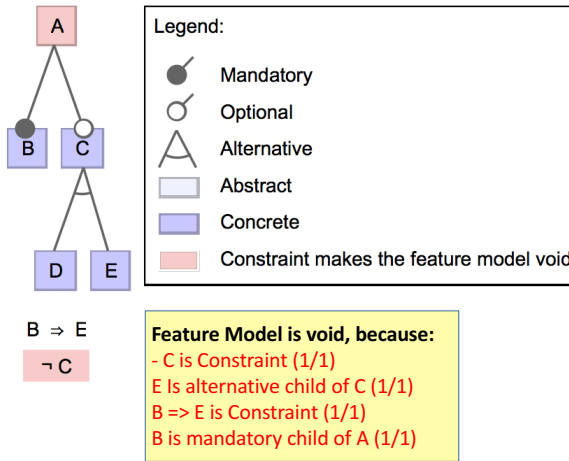 A
B
C
D
E
B ⇒ E
¬ C
Legend:
Mandatory
Optional
Alternative
Abstract
Concrete
Constraint makes the feature model void
Feature Model is void, because:
- C is Constraint (1/1)
E Is alternative child of C (1/1)
B => E is Constraint (1/1)
B is mandatory child of A (1/1)